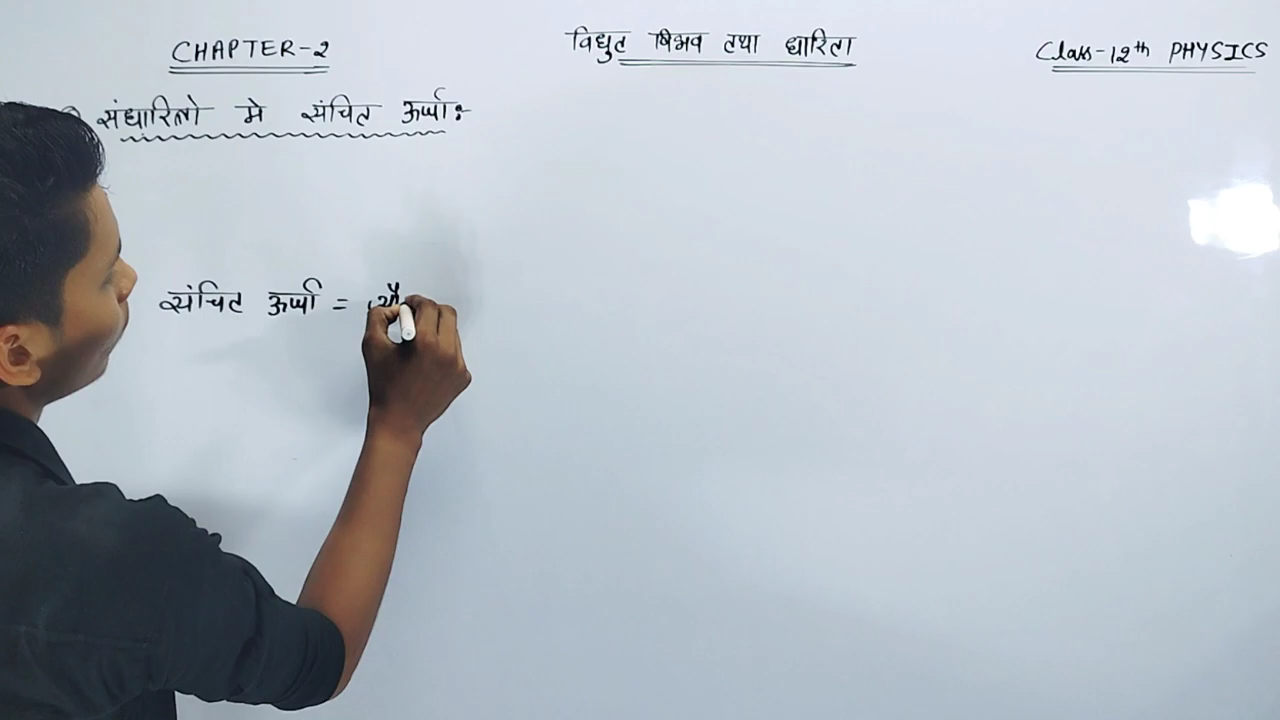 CHAPTER-2
विधुत विभव तथा धारिता
Class-12th PHYSICS
संधारितो मे संचित ऊर्जा:-
संचित ऊर्जा =